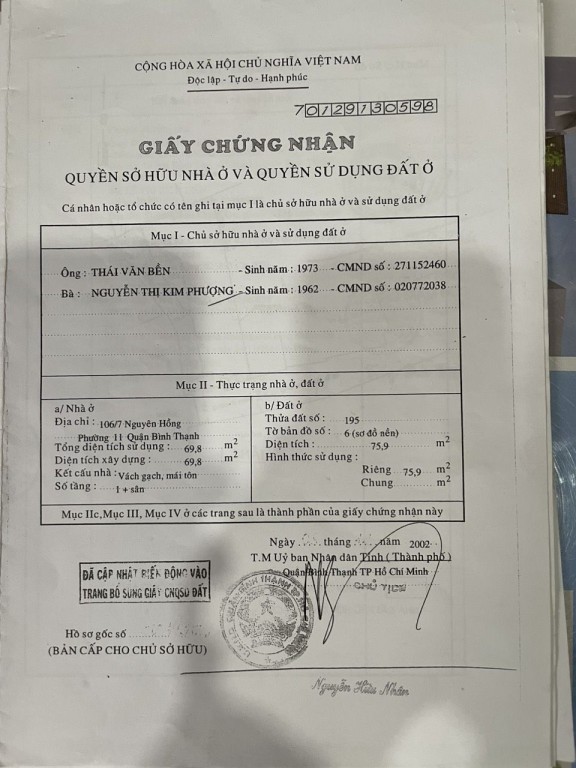 CỘNG HÒA XÃ HỘI CHỦ NGHĨA VIỆT NAM
Độc lập - Tự do - Hạnh phúc
70129130598
GIẤY CHỨNG NHẬN
QUYỀN SỞ HỮU NHÀ Ở VÀ QUYỀN SỬ DỤNG ĐẤT Ở
Cá nhân hoặc tổ chức có tên ghi tại mục I là chủ sở hữu nhà ở và sử dụng đất ở
Mục I - Chủ sở hữu nhà ở và sử dụng đất ở
Ông : THÁI VĂN BỀN - Sinh năm : 1973 - CMND số : 271152460
Bà : NGUYỄN THỊ KIM PHƯỢNG - Sinh năm : 1962 - CMND số : 020772038
Mục II - Thực trạng nhà ở, đất ở
a/ Nhà ở
Địa chỉ : 106/7 Nguyên Hồng
Phường 11 Quận Bình Thạnh
Tổng diện tích sử dụng : 69,8 m2
Diện tích xây dựng : 69,8 m2
Kết cấu nhà : Vách gạch, mái tôn
Số tầng : 1 + sân
b/ Đất ở
Thửa đất số : 195
Tờ bản đồ số : 6 (sơ đồ nền)
Diện tích : 75,9 m2
Hình thức sử dụng :
Riêng 75,9 m2
Chung m2
Mục IIc, Mục III, Mục IV ở các trang sau là thành phần của giấy chứng nhận này
Ngày tháng năm 2002
T.M Uỷ ban Nhân dân Tỉnh ( Thành phố )
Quận Bình Thạnh TP Hồ Chí Minh
CHỦ TỊCH
ĐÃ CẬP NHẬT BIẾN ĐỘNG VÀO
TRANG BỔ SUNG GIẤY CNQSD ĐẤT
Hồ sơ gốc số
(BẢN CẤP CHO CHỦ SỞ HỮU)
Nguyễn Hữu Nhân